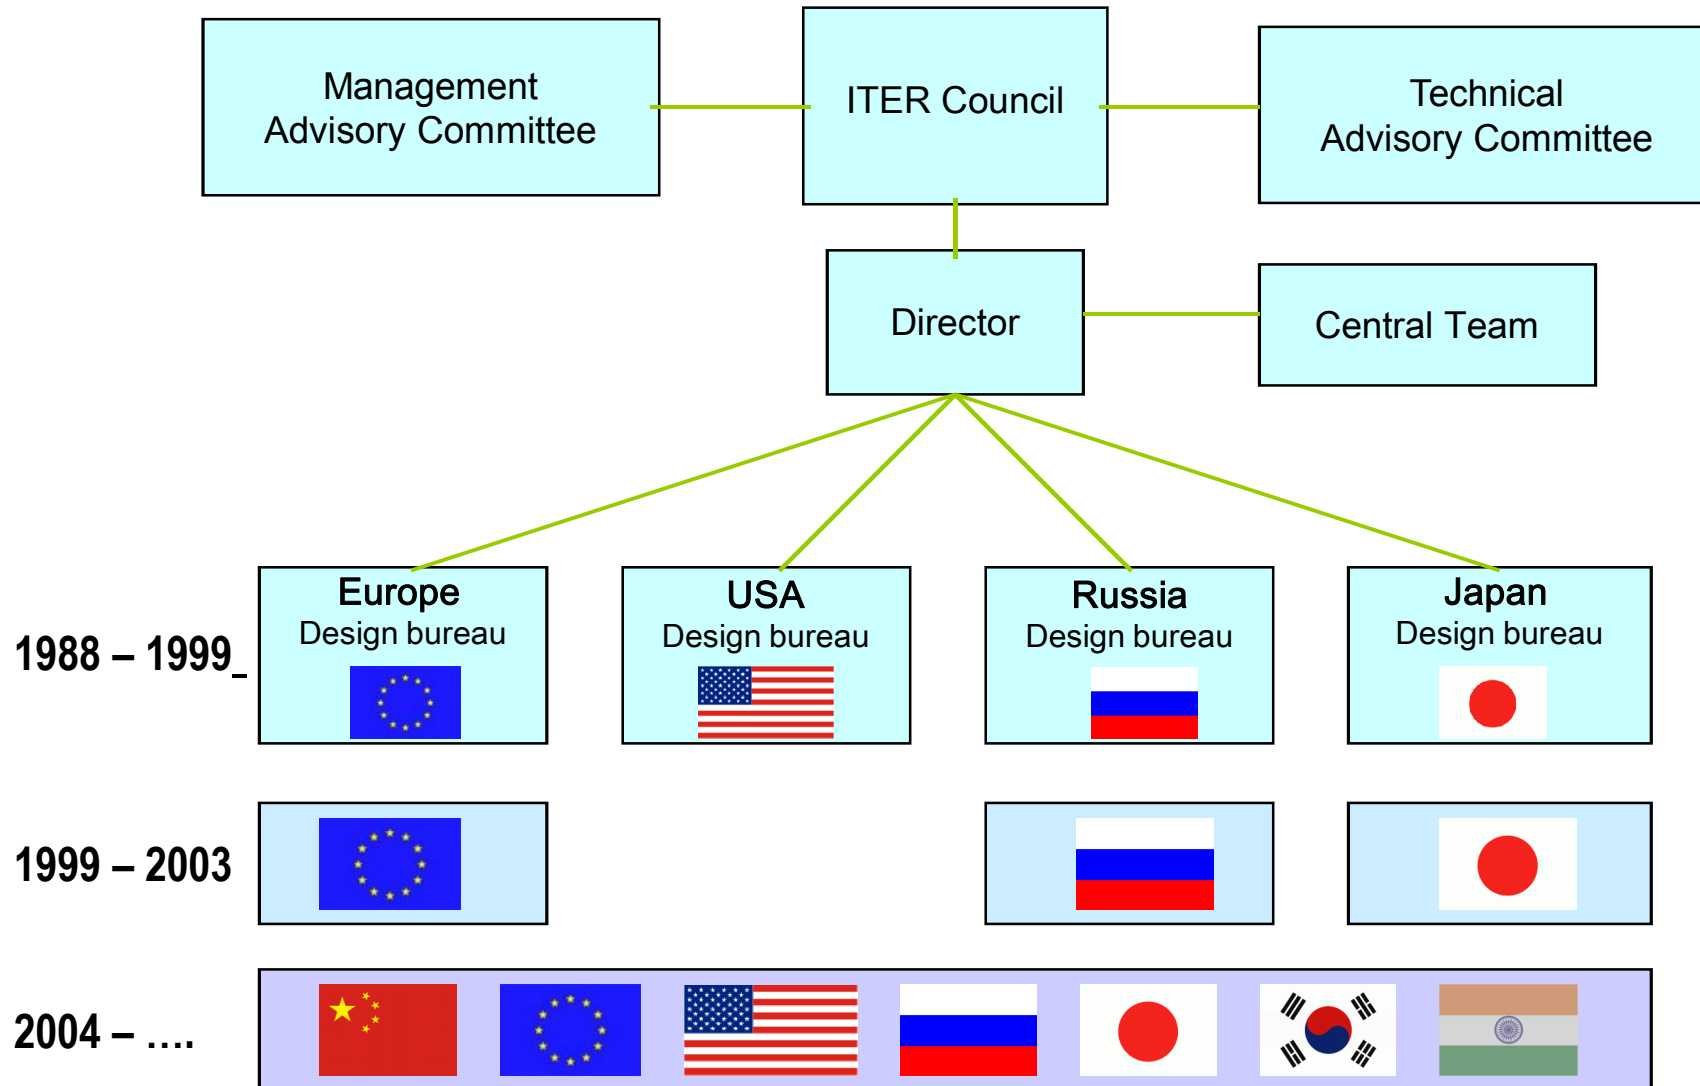 Management
Advisory Committee
ITER Council
Technical
Advisory Committee
Director
Central Team
Europe
Design bureau
USA
Design bureau
Russia
Design bureau
Japan
Design bureau
1988 – 1999_
1999 – 2003
2004 – ….